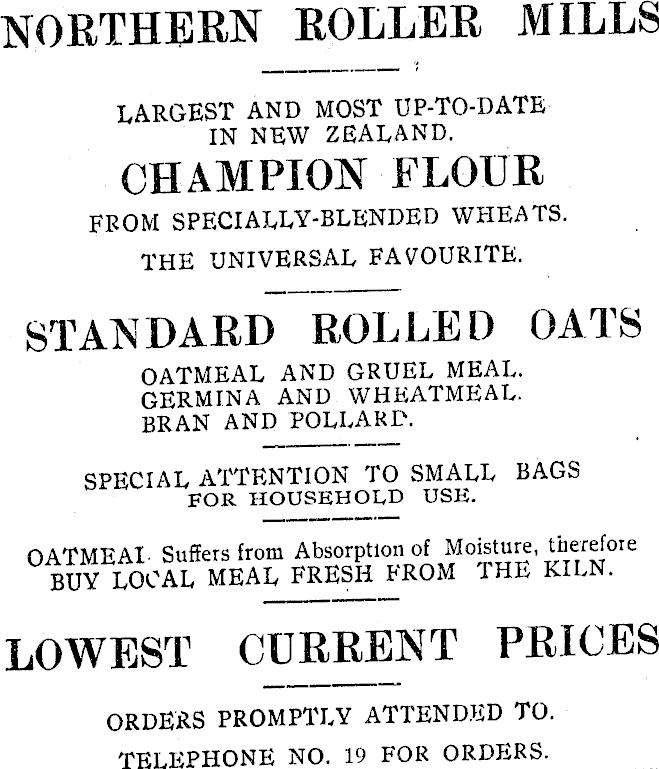 NORTHERN ROLLER MILLS
LARGEST AND MOST UP-TO-DATE
IN NEW ZEALAND.
CHAMPION FLOUR
FROM SPECIALLY-BLENDED WHEATS.
THE UNIVERSAL FAVOURITE.
STANDARD ROLLED OATS
OATMEAL AND GRUEL MEAL.
GERMINA AND WHEATMEAL.
BRAN AND POLLARD.
SPECIAL ATTENTION TO SMALL BAGS
FOR HOUSEHOLD USE.
OATMEAL Suffers from Absorption of Moisture, therefore
BUY LOCAL MEAL FRESH FROM THE KILN.
LOWEST CURRENT PRICES
ORDERS PROMPTLY ATTENDED TO.
TELEPHONE NO. 19 FOR ORDERS.